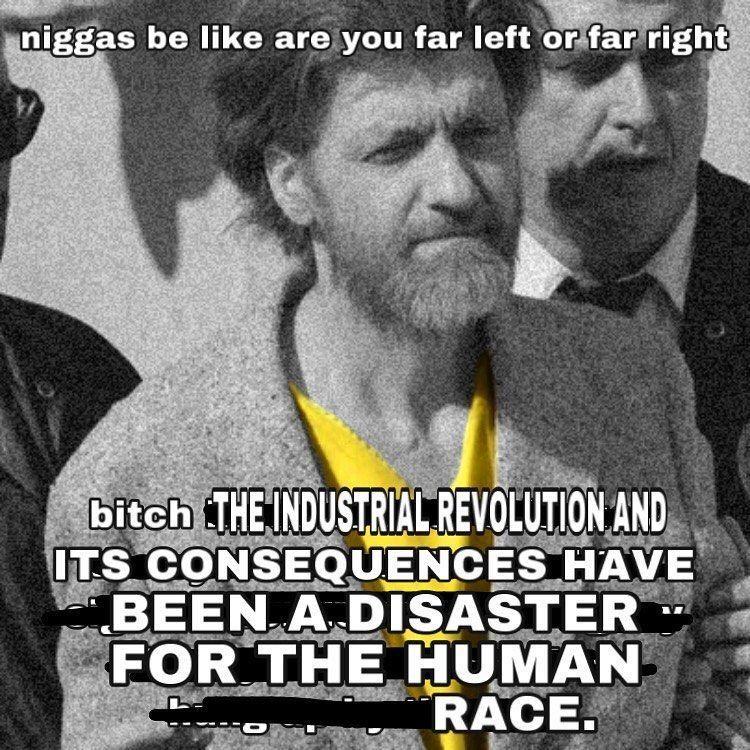 niggas be like are you far left or far right
bitch THE INDUSTRIAL REVOLUTION AND
ITS CONSEQUENCES HAVE
BEEN A DISASTER
FOR THE HUMAN
RACE.